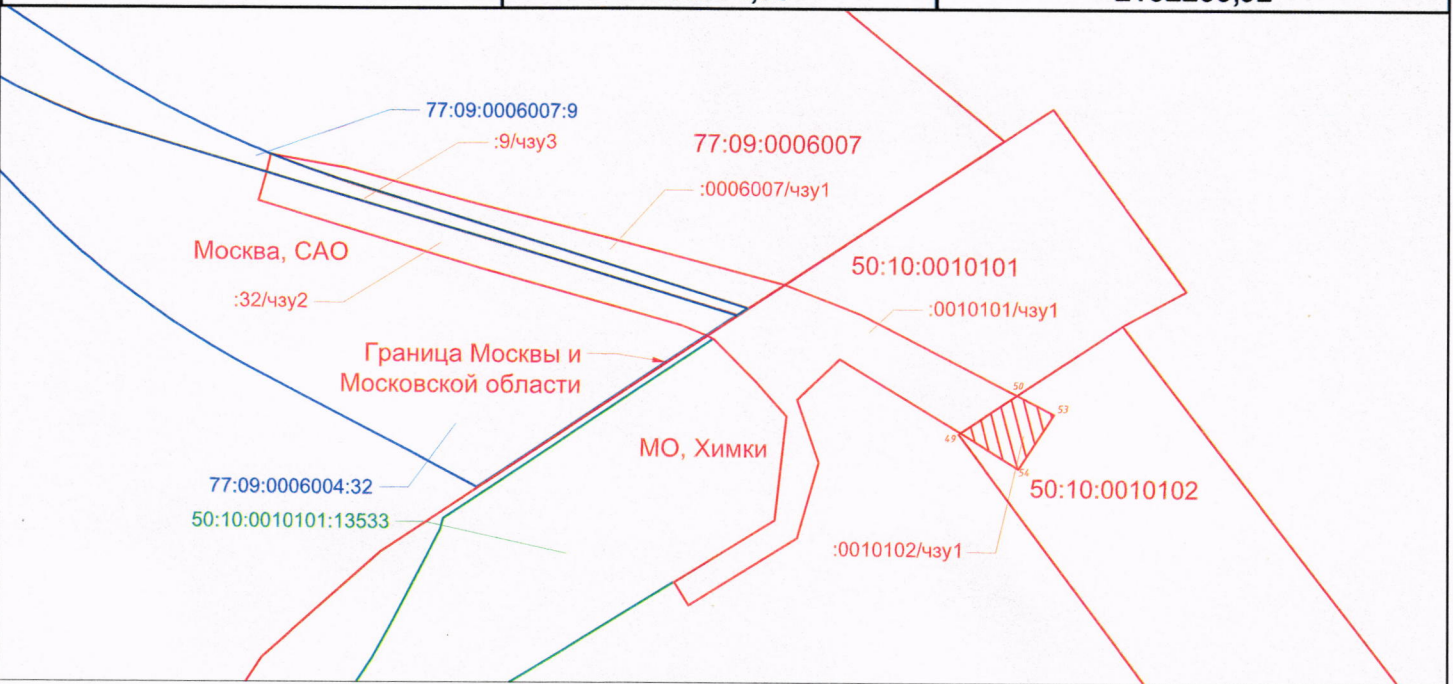 77:09:0006007:9
:9/чзу3
77:09:0006007
:0006007/чзу1
Москва, САО
50:10:0010101
:32/чзу2
:0010101/чзу1
Граница Москвы и
Московской области
50
53
49
МО, Химки
54
77:09:0006004:32
50:10:0010102
50:10:0010101:13533
:0010102/чзу1